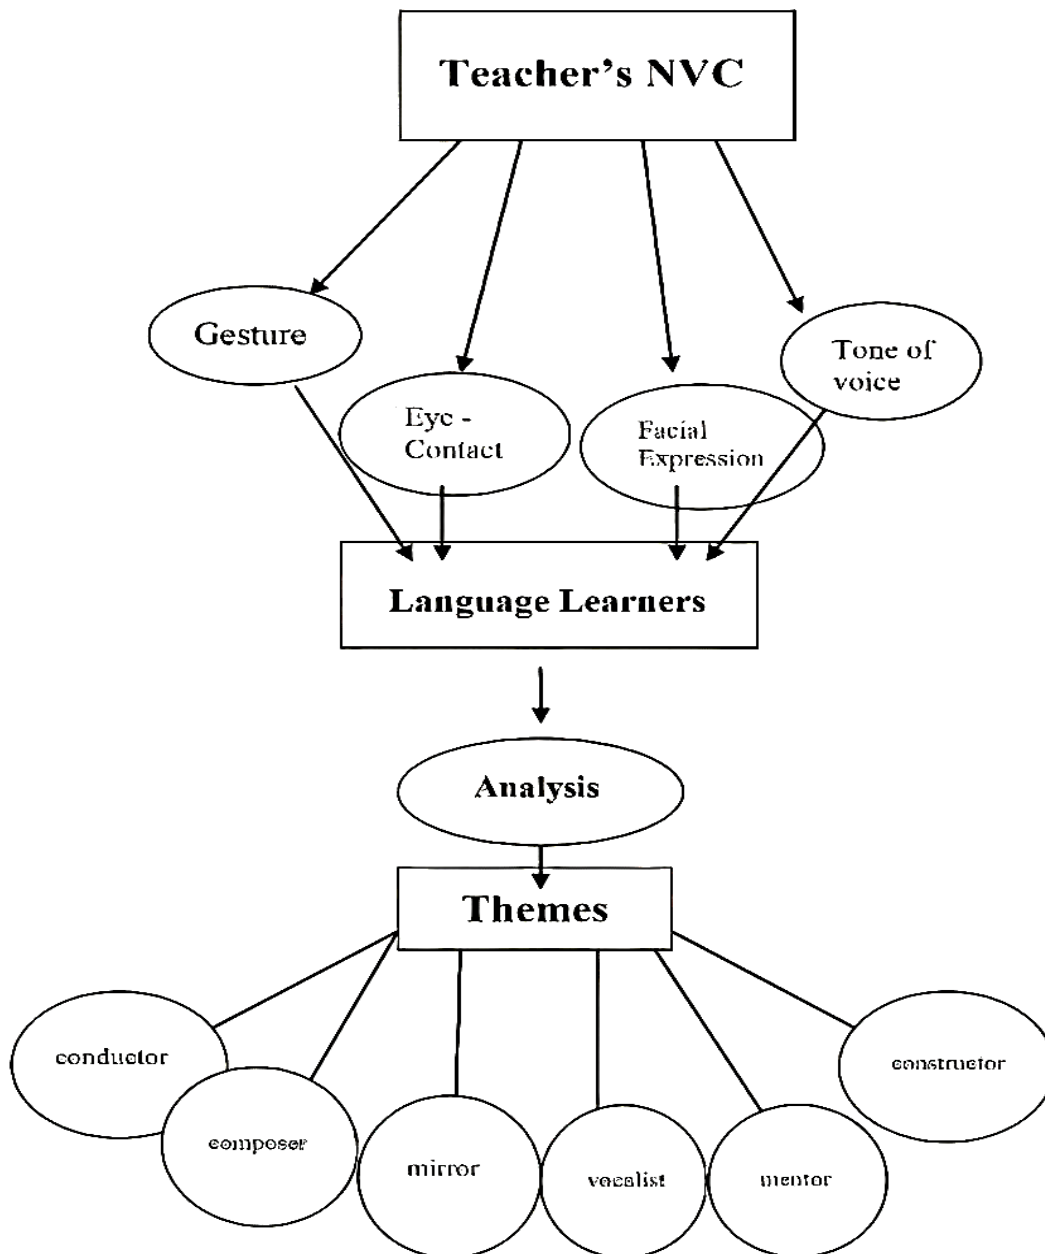 Teacher's NVC
Gesture
Tone of
voice
Eye -
Contact
Facial
Expression
Language Learners
Analysis
Themes
conductor
composer
mirror
vocalist
mentor
constructor